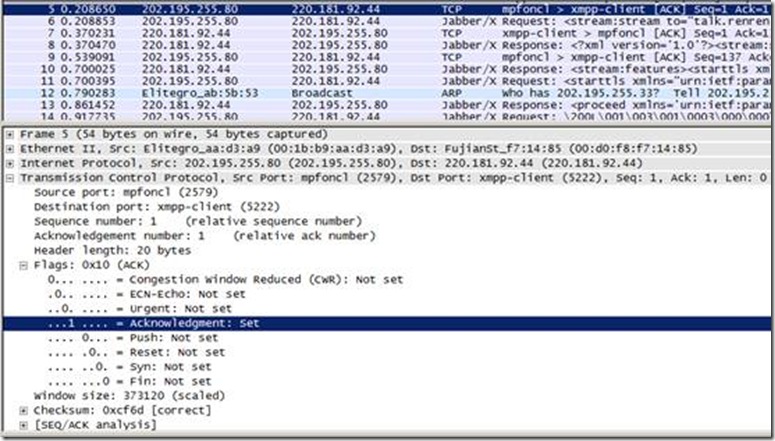 5 0.208650 202.195.255.80 220.181.92.44 TCP mpfoncl > xmpp-client [ACK] Seq=1 Ack=1
6 0.208853 202.195.255.80 220.181.92.44 Jabber/X Request: <stream:stream to="talk.renren
7 0.370231 220.181.92.44 202.195.255.80 TCP xmpp-client > mpfoncl [ACK] Seq=1 Ack=1
8 0.370470 220.181.92.44 202.195.255.80 Jabber/X Response: <?xml version='1.0'?><stream:
9 0.539091 202.195.255.80 220.181.92.44 TCP mpfoncl > xmpp-client [ACK] Seq=137 Ack
10 0.700025 220.181.92.44 202.195.255.80 Jabber/X Response: <stream:features><starttls xm
11 0.700395 202.195.255.80 220.181.92.44 Jabber/X Request: <starttls xmlns="urn:ietf:para
12 0.790283 Elitegro_ab:5b:53 Broadcast ARP Who has 202.195.255.33? Tell 202.195.2
13 0.861452 220.181.92.44 202.195.255.80 Jabber/X Response: <proceed xmlns='urn:ietf:para
14 0.917735 202.195.255.80 220.181.92.44 Jabber/X Request:
Frame 5 (54 bytes on wire, 54 bytes captured)
Ethernet II, Src: Elitegro_aa:d3:a9 (00:1b:b9:aa:d3:a9), Dst: FujianSt_f7:14:85 (00:d0:f8:f7:14:85)
Internet Protocol, Src: 202.195.255.80 (202.195.255.80), Dst: 220.181.92.44 (220.181.92.44)
Transmission Control Protocol, Src Port: mpfoncl (2579), Dst Port: xmpp-client (5222), Seq: 1, Ack: 1, Len: 0
Source port: mpfoncl (2579)
Destination port: xmpp-client (5222)
Sequence number: 1 (relative sequence number)
Acknowledgement number: 1 (relative ack number)
Header length: 20 bytes
Flags: 0x10 (ACK)
0... .... = Congestion Window Reduced (CWR): Not set
.0.. .... = ECN-Echo: Not set
..0. .... = Urgent: Not set
...1 .... = Acknowledgment: Set
.... 0... = Push: Not set
.... .0.. = Reset: Not set
.... ..0. = Syn: Not set
.... ...0 = Fin: Not set
Window size: 373120 (scaled)
Checksum: 0xcf6d [correct]
[SEQ/ACK analysis]